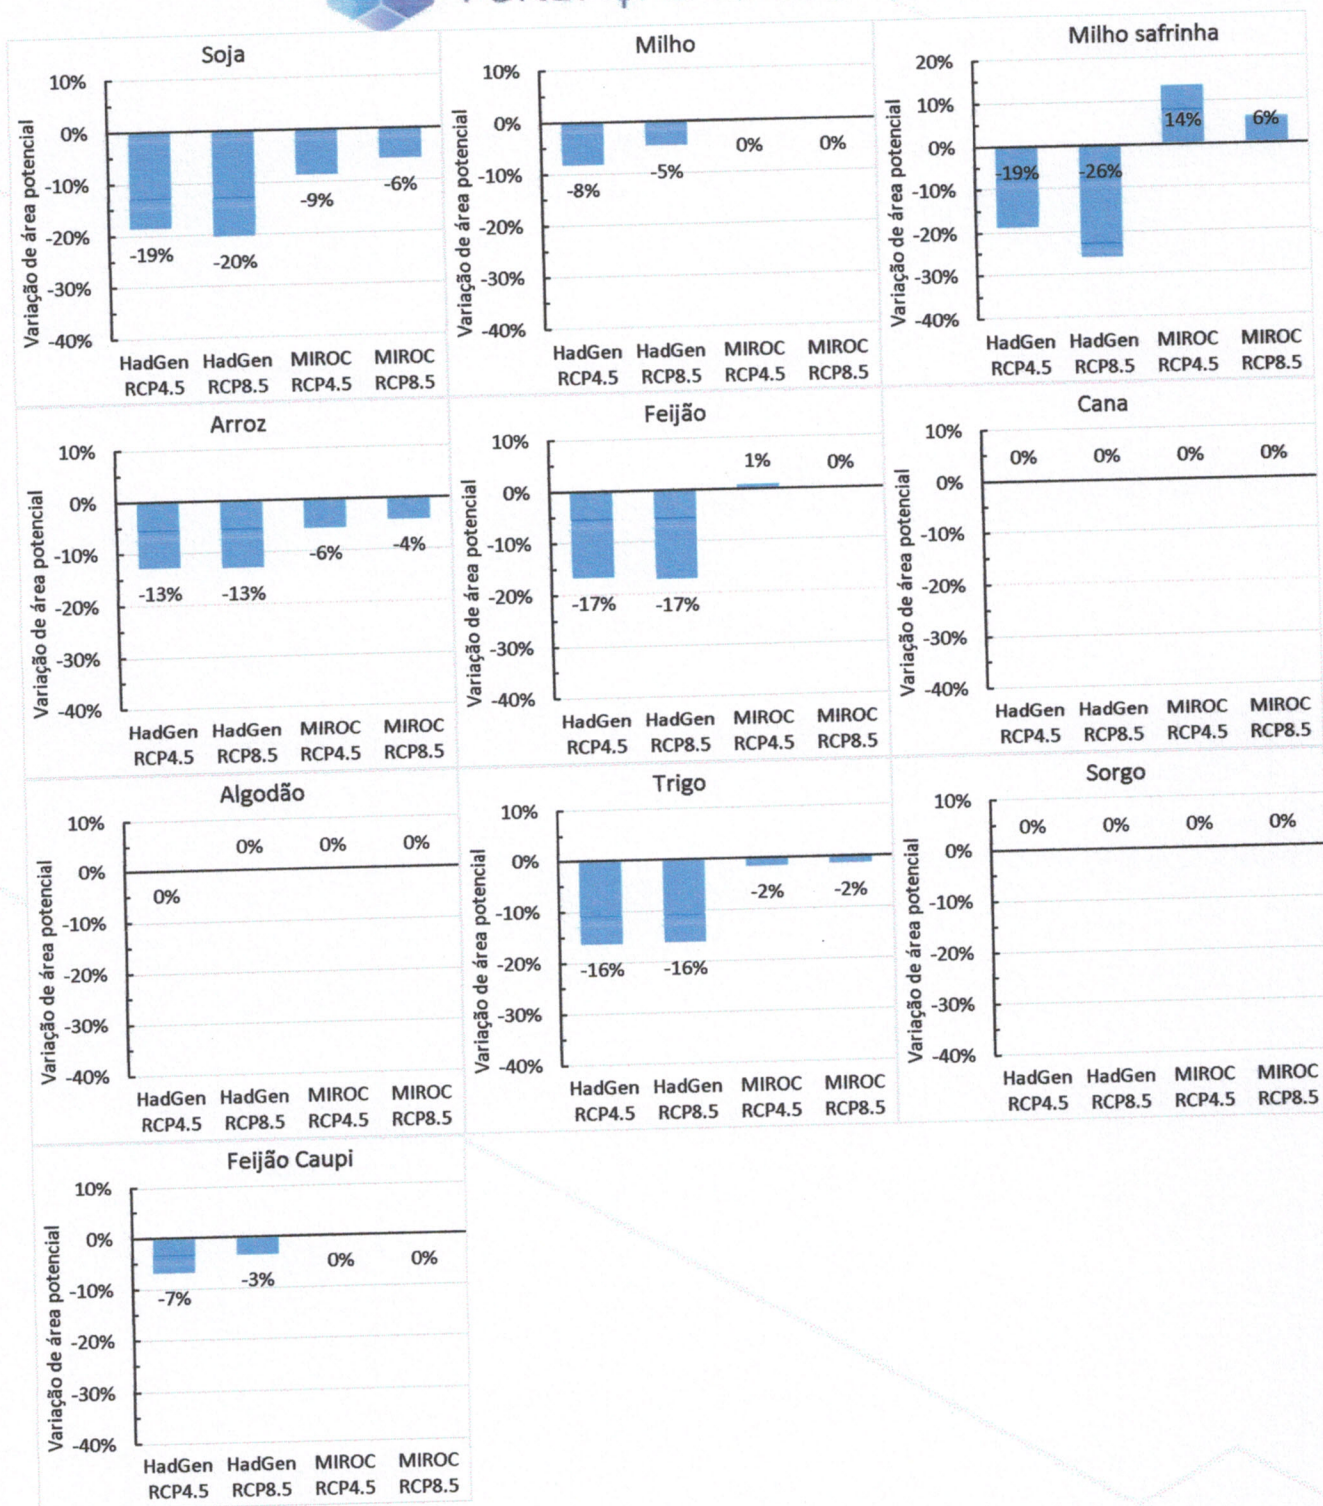 Soja
Variação de área potencial
10%
0%
-10%
-20%
-30%
-40%
-19%
-20%
-9%
-6%
HadGen HadGen MIROC MIROC
RCP4.5 RCP8.5 RCP4.5 RCP8.5
Milho
Variação de área potencial
10%
0%
-10%
-20%
-30%
-40%
-8%
-5%
0%
0%
HadGen HadGen MIROC MIROC
RCP4.5 RCP8.5 RCP4.5 RCP8.5
Milho safrinha
Variação de área potencial
20%
10%
0%
-10%
-20%
-30%
-40%
-19%
-26%
14%
6%
HadGen HadGen MIROC MIROC
RCP4.5 RCP8.5 RCP4.5 RCP8.5
Arroz
Variação de área potencial
10%
0%
-10%
-20%
-30%
-40%
-13%
-13%
-6%
-4%
HadGen HadGen MIROC MIROC
RCP4.5 RCP8.5 RCP4.5 RCP8.5
Feijão
Variação de área potencial
10%
0%
-10%
-20%
-30%
-40%
-17%
-17%
1%
0%
HadGen HadGen MIROC MIROC
RCP4.5 RCP8.5 RCP4.5 RCP8.5
Cana
Variação de área potencial
10%
0%
-10%
-20%
-30%
-40%
0%
0%
0%
0%
HadGen HadGen MIROC MIROC
RCP4.5 RCP8.5 RCP4.5 RCP8.5
Algodão
Variação de área potencial
10%
0%
-10%
-20%
-30%
-40%
0%
0%
0%
0%
HadGen HadGen MIROC MIROC
RCP4.5 RCP8.5 RCP4.5 RCP8.5
Trigo
Variação de área potencial
10%
0%
-10%
-20%
-30%
-40%
-16%
-16%
-2%
-2%
HadGen HadGen MIROC MIROC
RCP4.5 RCP8.5 RCP4.5 RCP8.5
Sorgo
Variação de área potencial
10%
0%
-10%
-20%
-30%
-40%
0%
0%
0%
0%
HadGen HadGen MIROC MIROC
RCP4.5 RCP8.5 RCP4.5 RCP8.5
Feijão Caupi
Variação de área potencial
10%
0%
-10%
-20%
-30%
-40%
-7%
-3%
0%
0%
HadGen HadGen MIROC MIROC
RCP4.5 RCP8.5 RCP4.5 RCP8.5